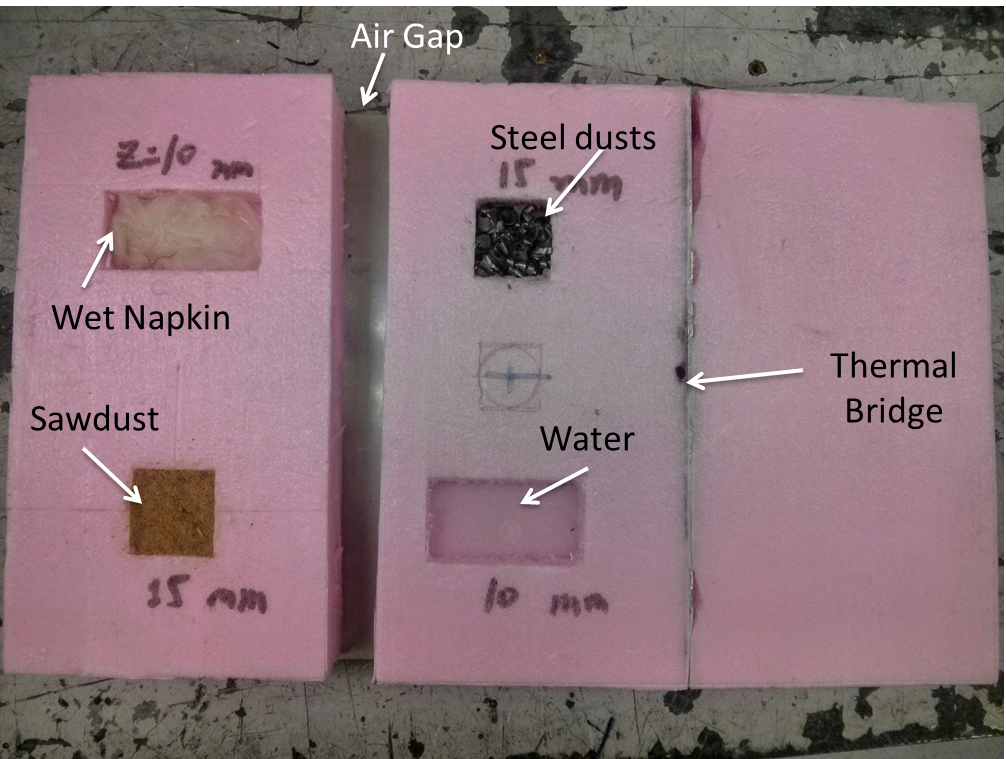 Air Gap
Z=10 mm
Steel dusts
15 mm
Wet Napkin
Thermal
Bridge
Sawdust
Water
15 mm
10 mm